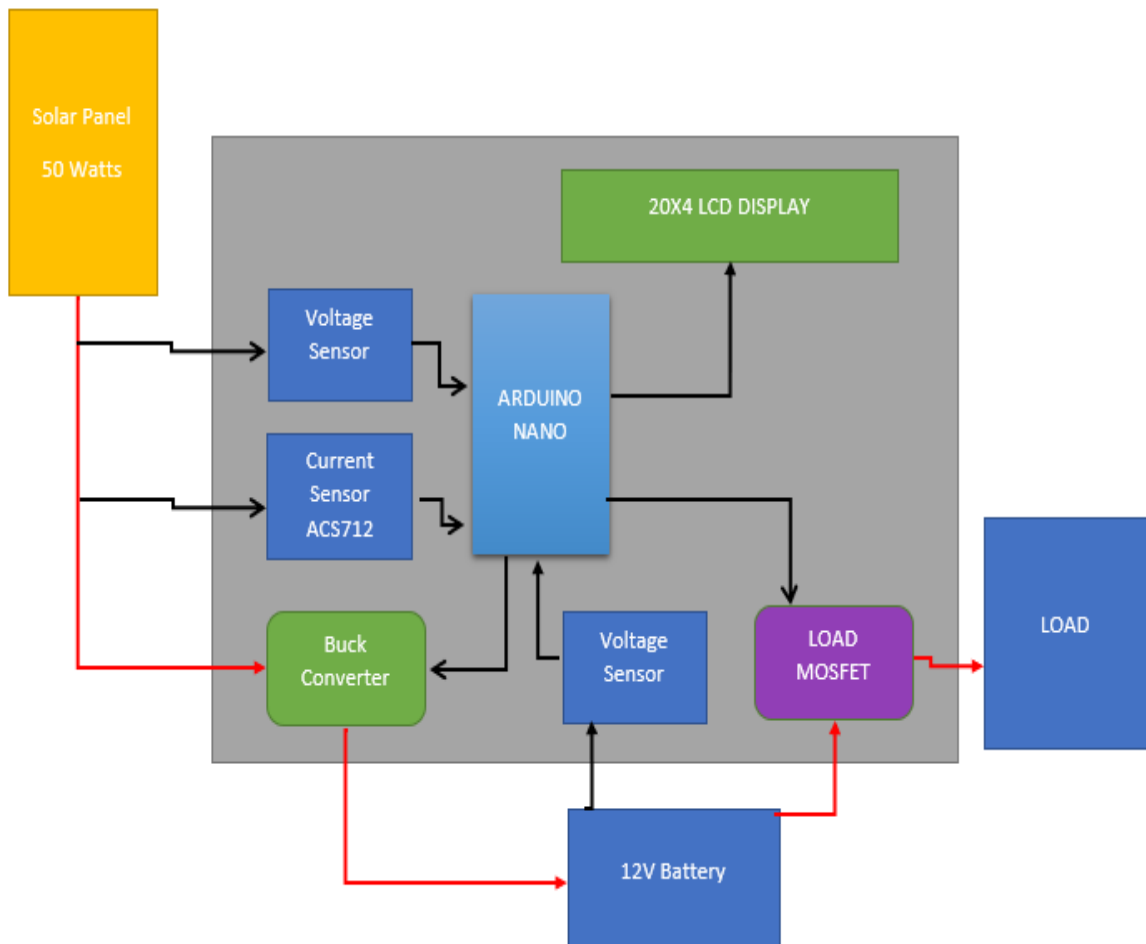 Solar Panel
50 Watts
20X4 LCD DISPLAY
Voltage
Sensor
ARDUINO
NANO
Current
Sensor
ACS712
Buck
Converter
Voltage
Sensor
LOAD
MOSFET
LOAD
12V Battery